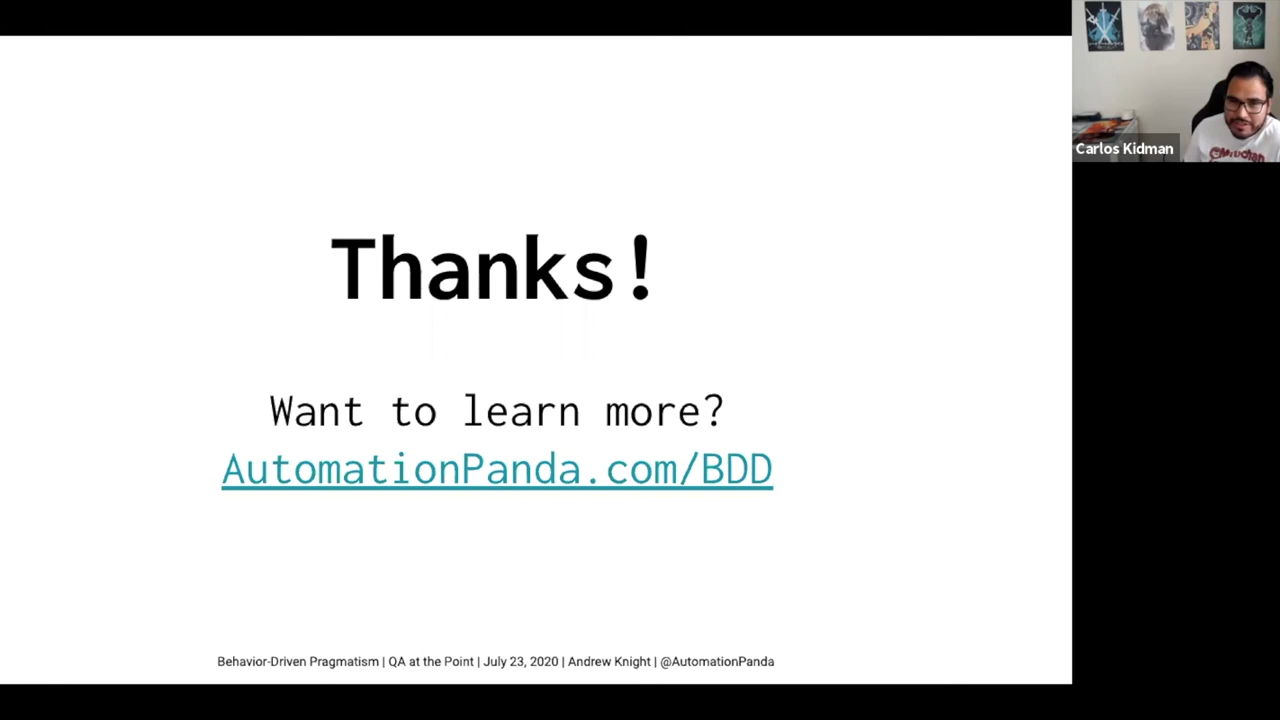 Thanks!
Want to learn more?
AutomationPanda.com/BDD
Behavior-Driven Pragmatism | QA at the Point | July 23, 2020 | Andrew Knight | @AutomationPanda
Carlos Kidman